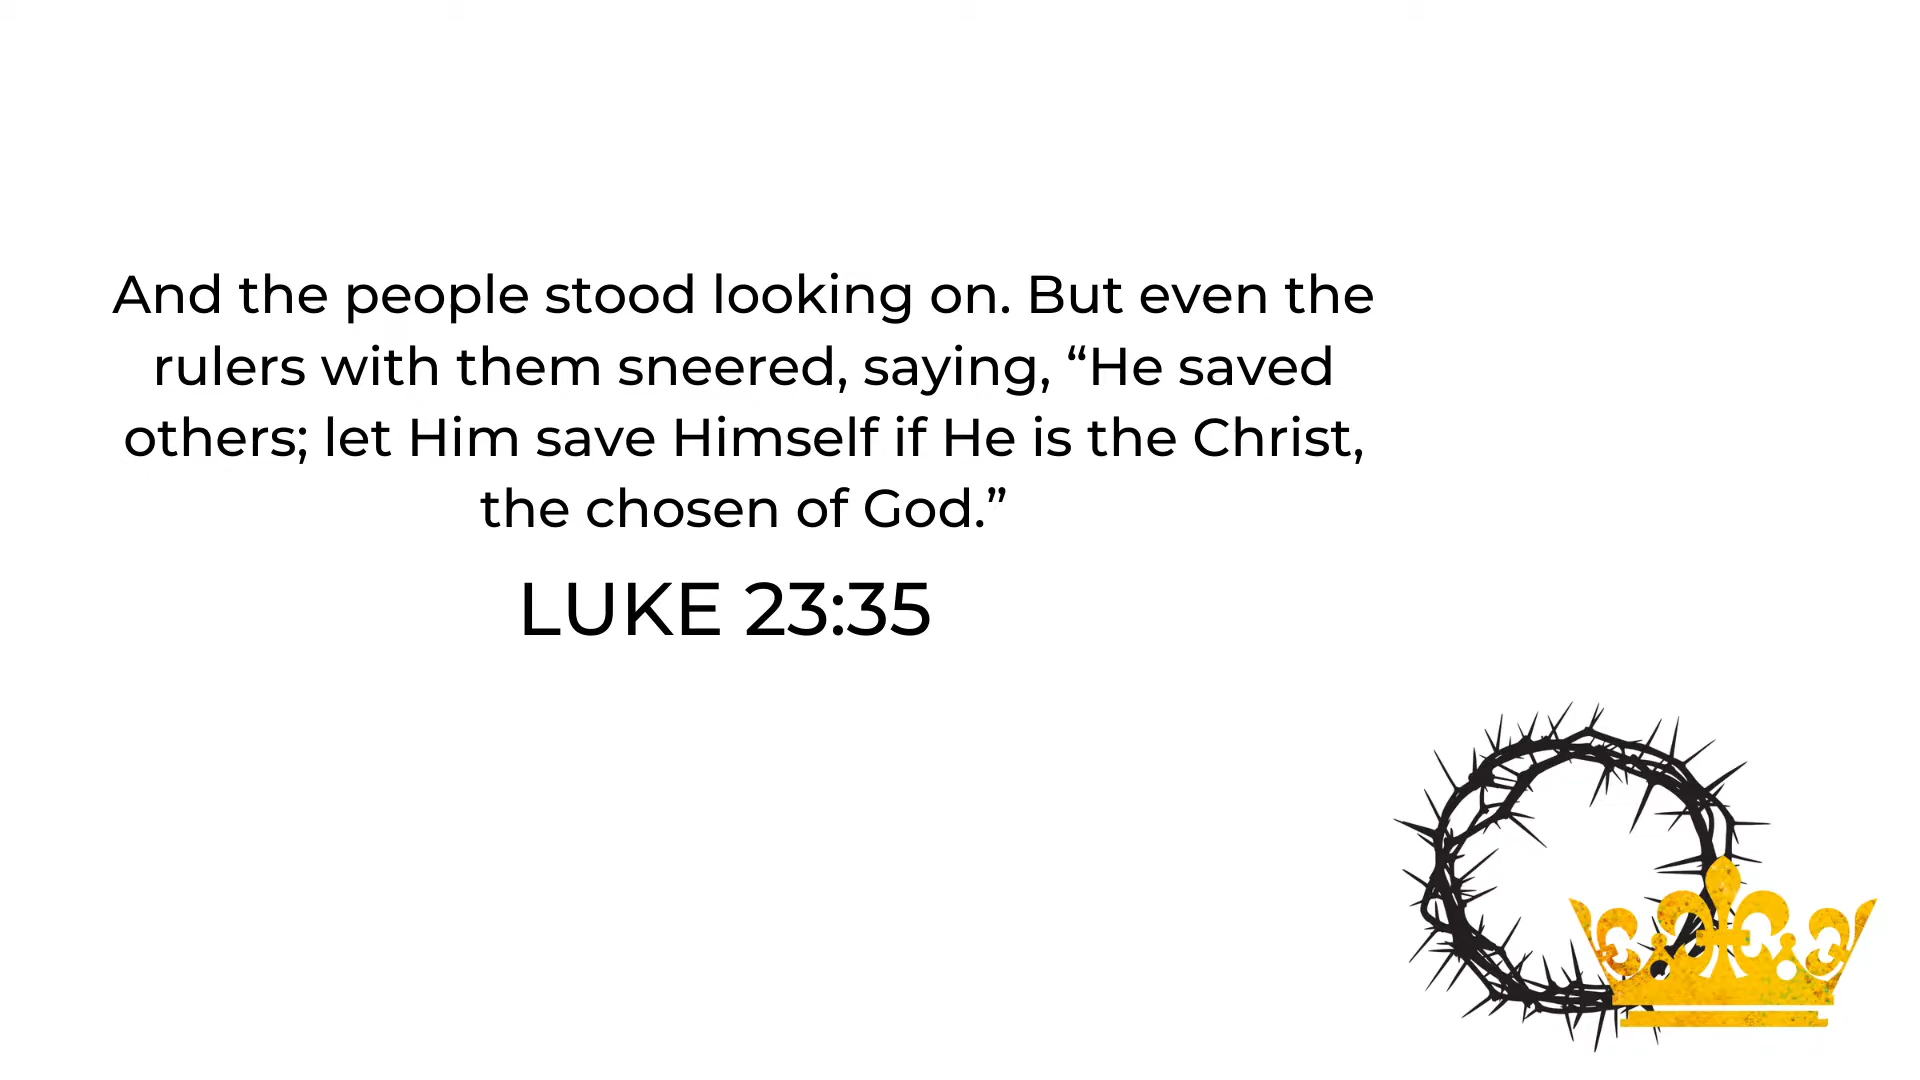 And the people stood looking on. But even the
rulers with them sneered, saying, “He saved
others; let Him save Himself if He is the Christ,
the chosen of God.”
LUKE 23:35